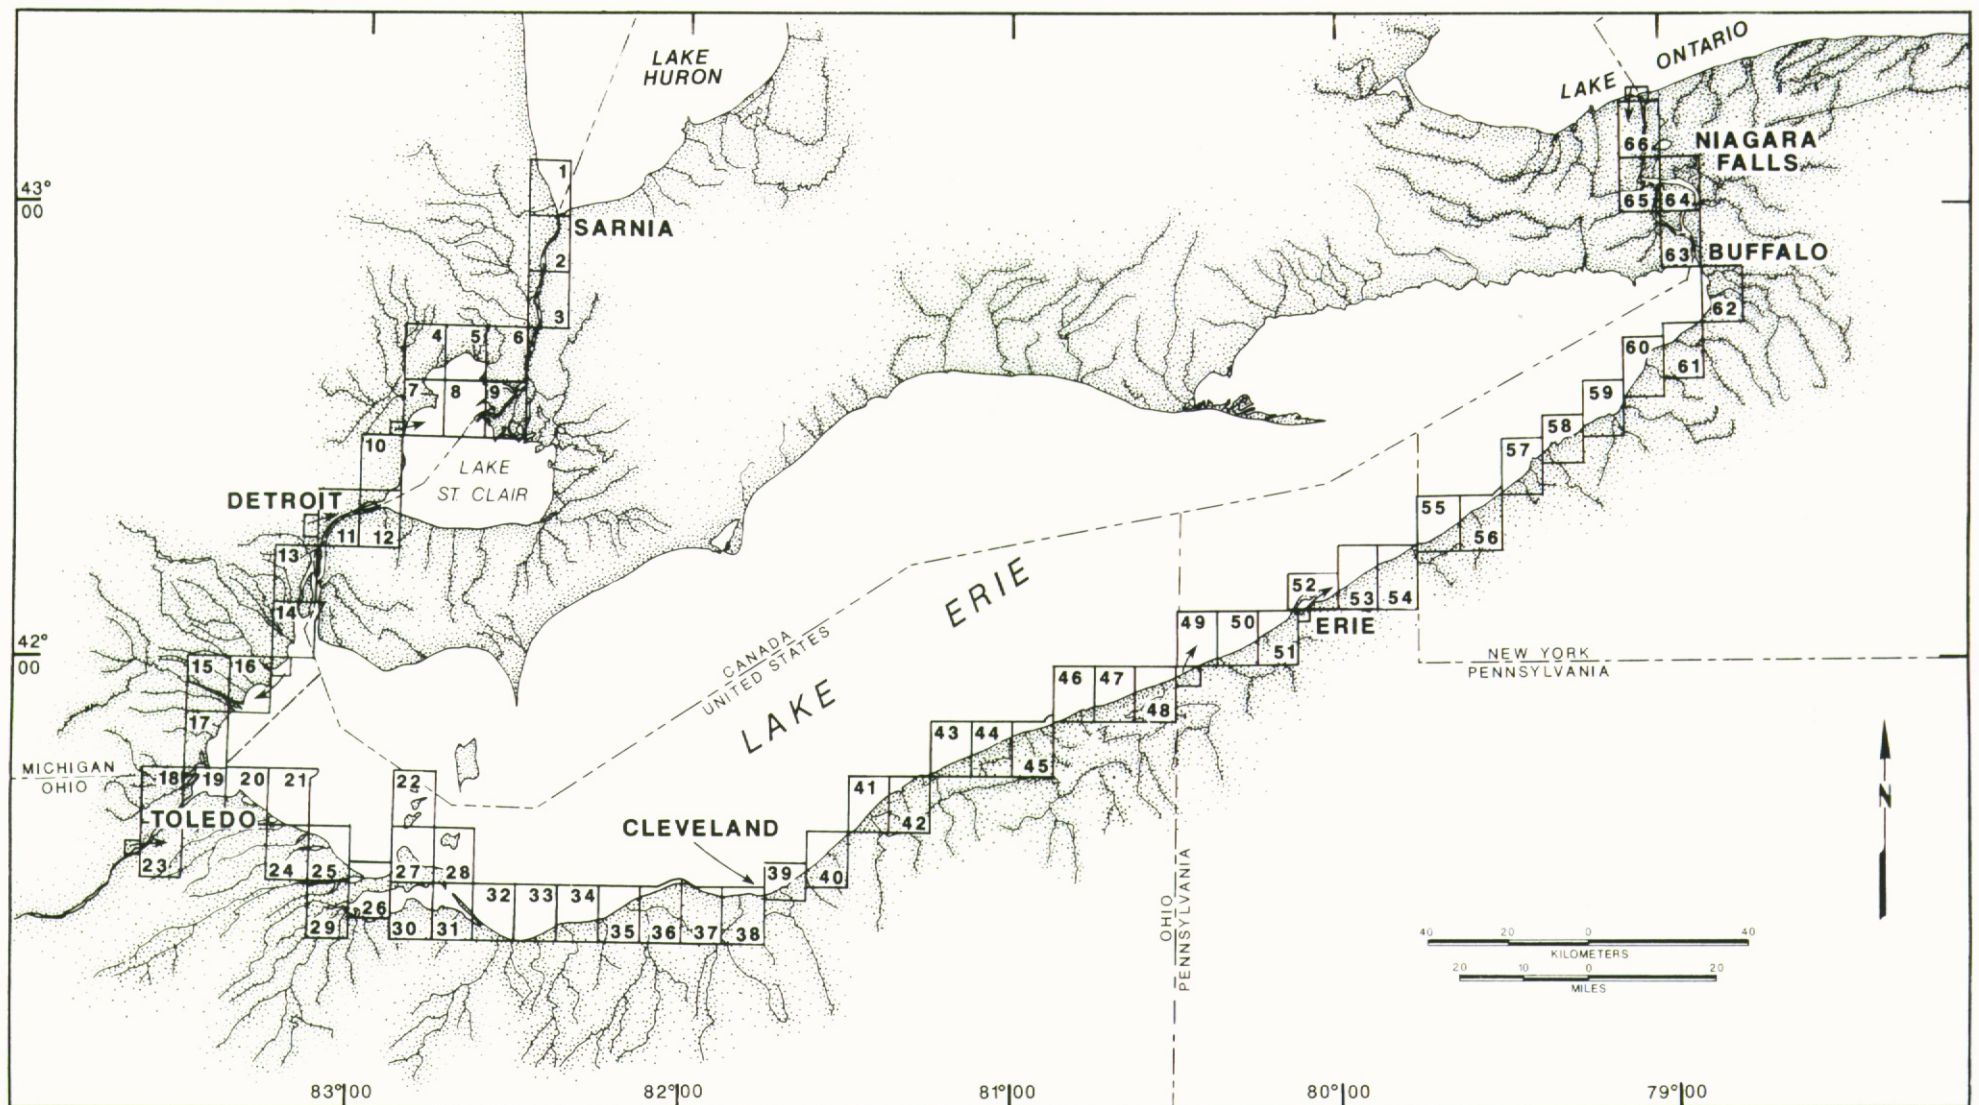 LAKE
HURON
LAKE ONTARIO
NIAGARA
FALLS
66
65
64
63
BUFFALO
62
61
60
59
58
57
56
55
43°
00
1
SARNIA
2
3
4
5
6
7
8
9
10
LAKE
ST. CLAIR
DETROIT
11
12
13
14
42°
00
15
16
17
MICHIGAN
OHIO
18
19
20
21
22
TOLEDO
23
24
25
26
27
28
29
30
31
32
33
34
35
36
37
38
CLEVELAND
39
40
41
42
43
44
45
46
47
48
49
50
51
52
53
54
ERIE
CANADA
UNITED STATES
LAKE ERIE
NEW YORK
PENNSYLVANIA
OHIO
PENNSYLVANIA
N
40 20 0 40
KILOMETERS
20 10 0 20
MILES
83°00
82°00
81°00
80°00
79°00